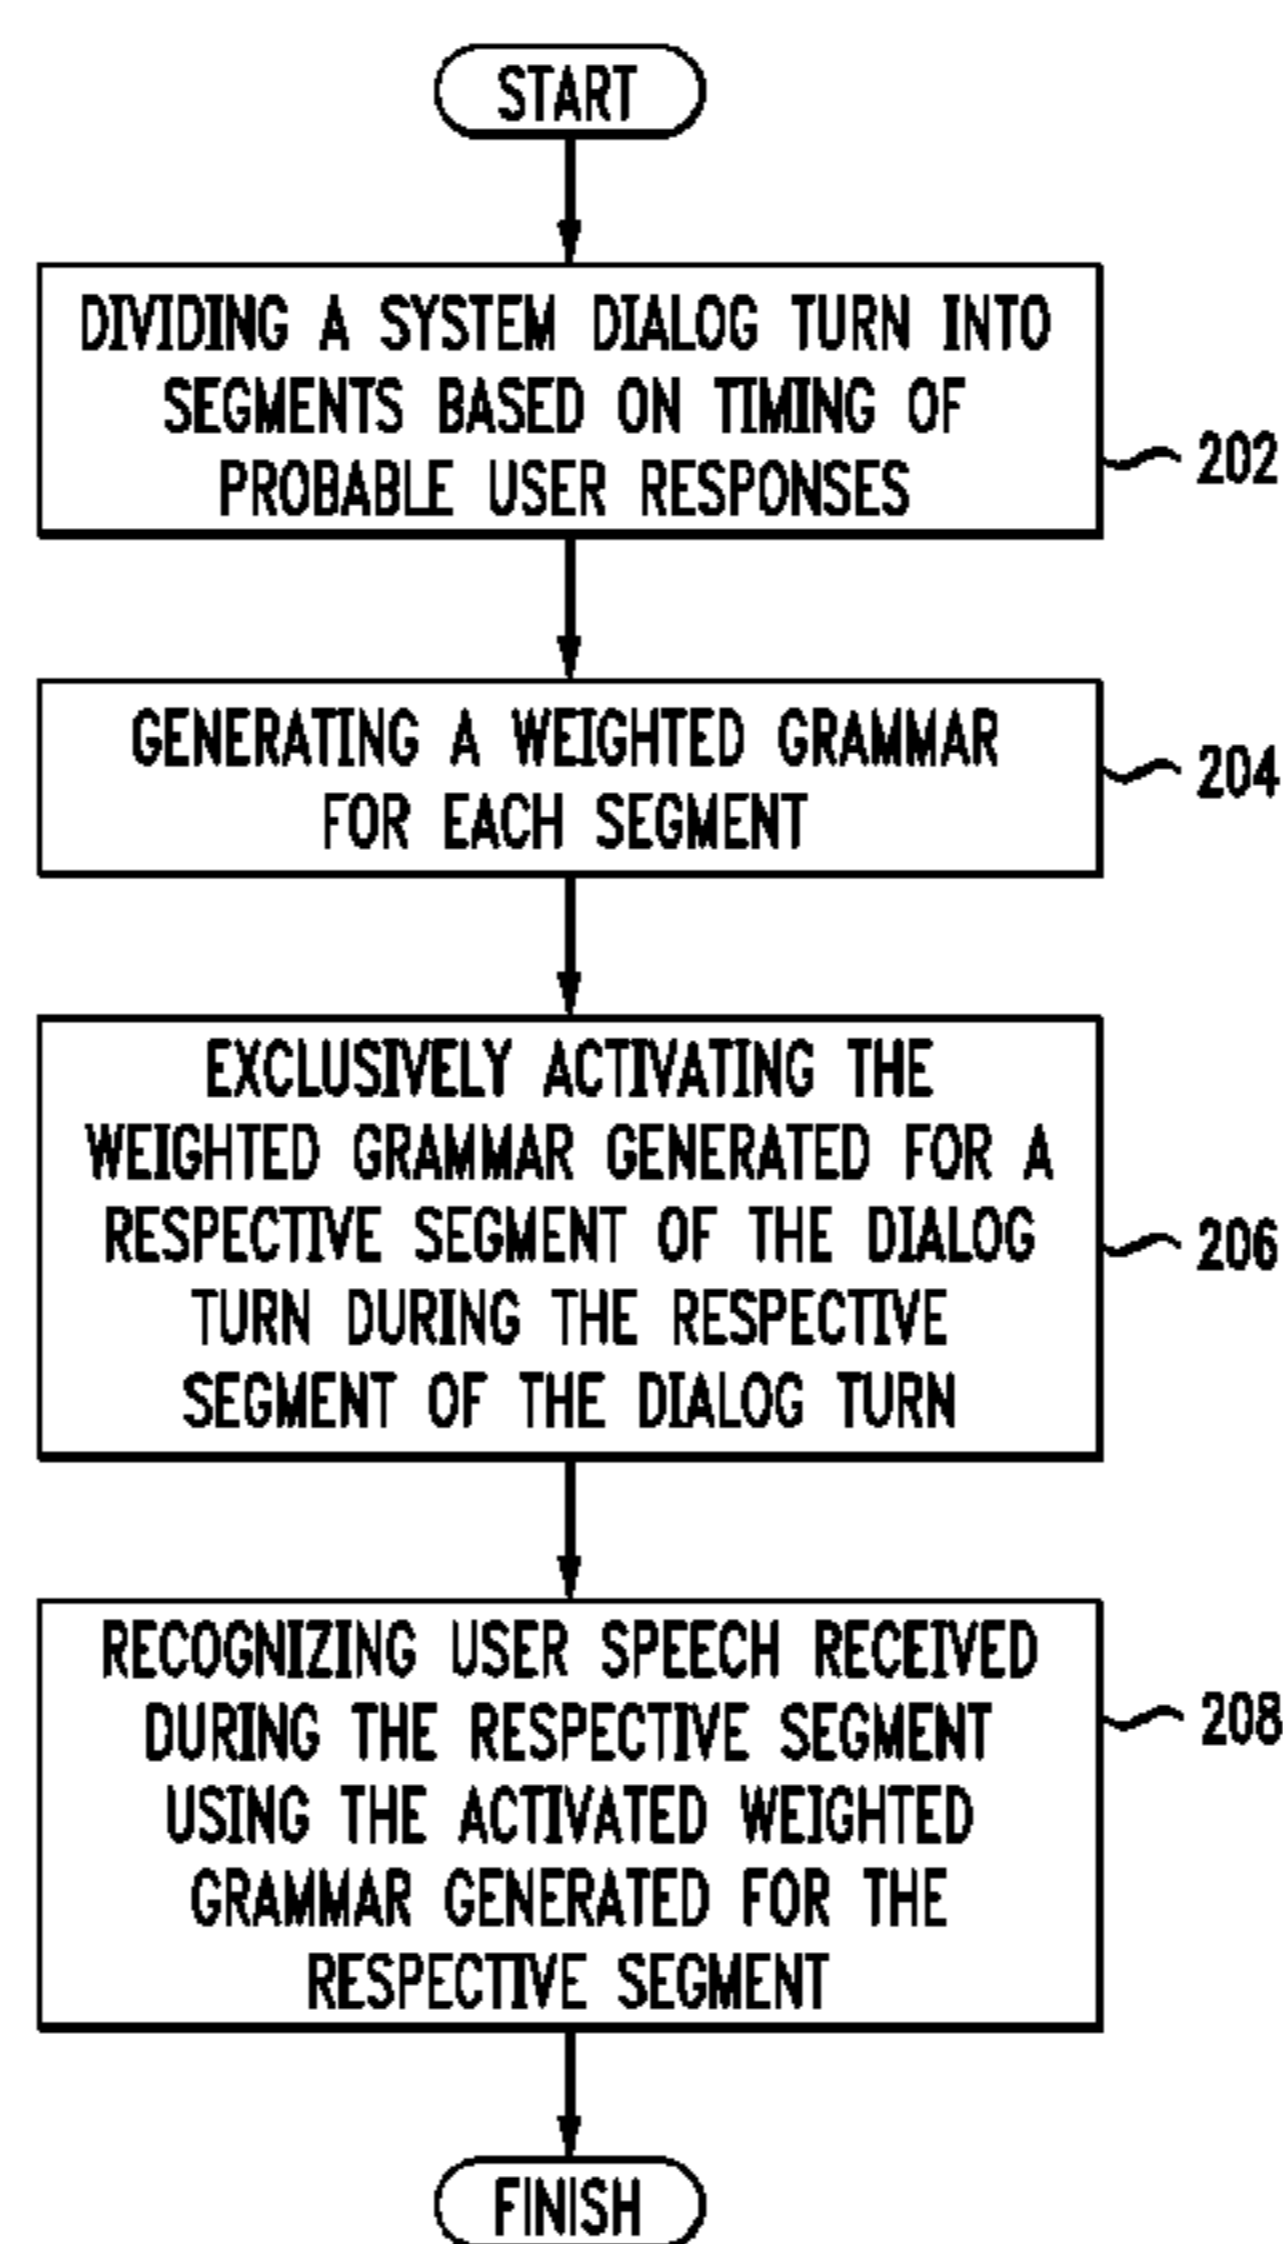 START
DIVIDING A SYSTEM DIALOG TURN INTO
SEGMENTS BASED ON TIMING OF
PROBABLE USER RESPONSES
202
GENERATING A WEIGHTED GRAMMAR
FOR EACH SEGMENT
204
EXCLUSIVELY ACTIVATING THE
WEIGHTED GRAMMAR GENERATED FOR A
RESPECTIVE SEGMENT OF THE DIALOG
TURN DURING THE RESPECTIVE
SEGMENT OF THE DIALOG TURN
206
RECOGNIZING USER SPEECH RECEIVED
DURING THE RESPECTIVE SEGMENT
USING THE ACTIVATED WEIGHTED
GRAMMAR GENERATED FOR THE
RESPECTIVE SEGMENT
208
FINISH